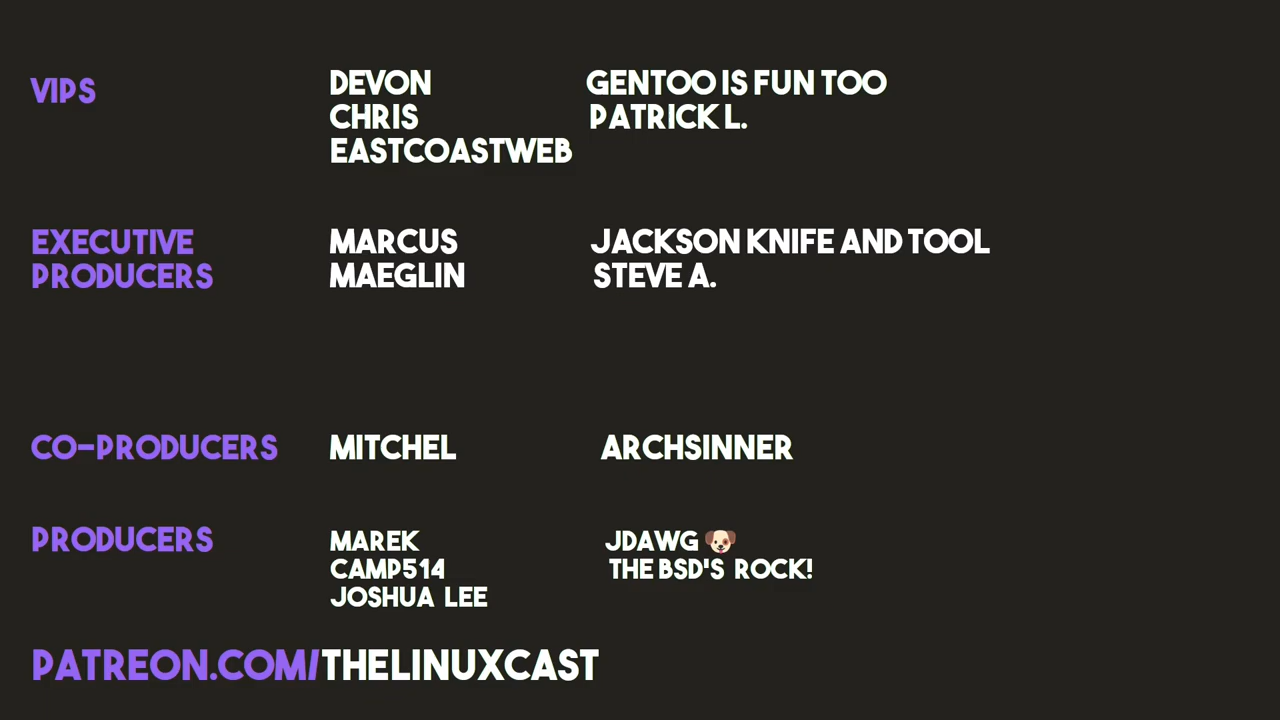 VIPS
DEVON GENTOO IS FUN TOO
CHRIS PATRICK L.
EASTCOASTWEB
EXECUTIVE PRODUCERS
MARCUS JACKSON KNIFE AND TOOL
MAEGLIN STEVE A.
CO-PRODUCERS
MITCHEL ARCHSINNER
PRODUCERS
MAREK JDAWG 🐶
CAMP514 THE BSD'S ROCK!
JOSHUA LEE
PATREON.COM/THELINUXCAST